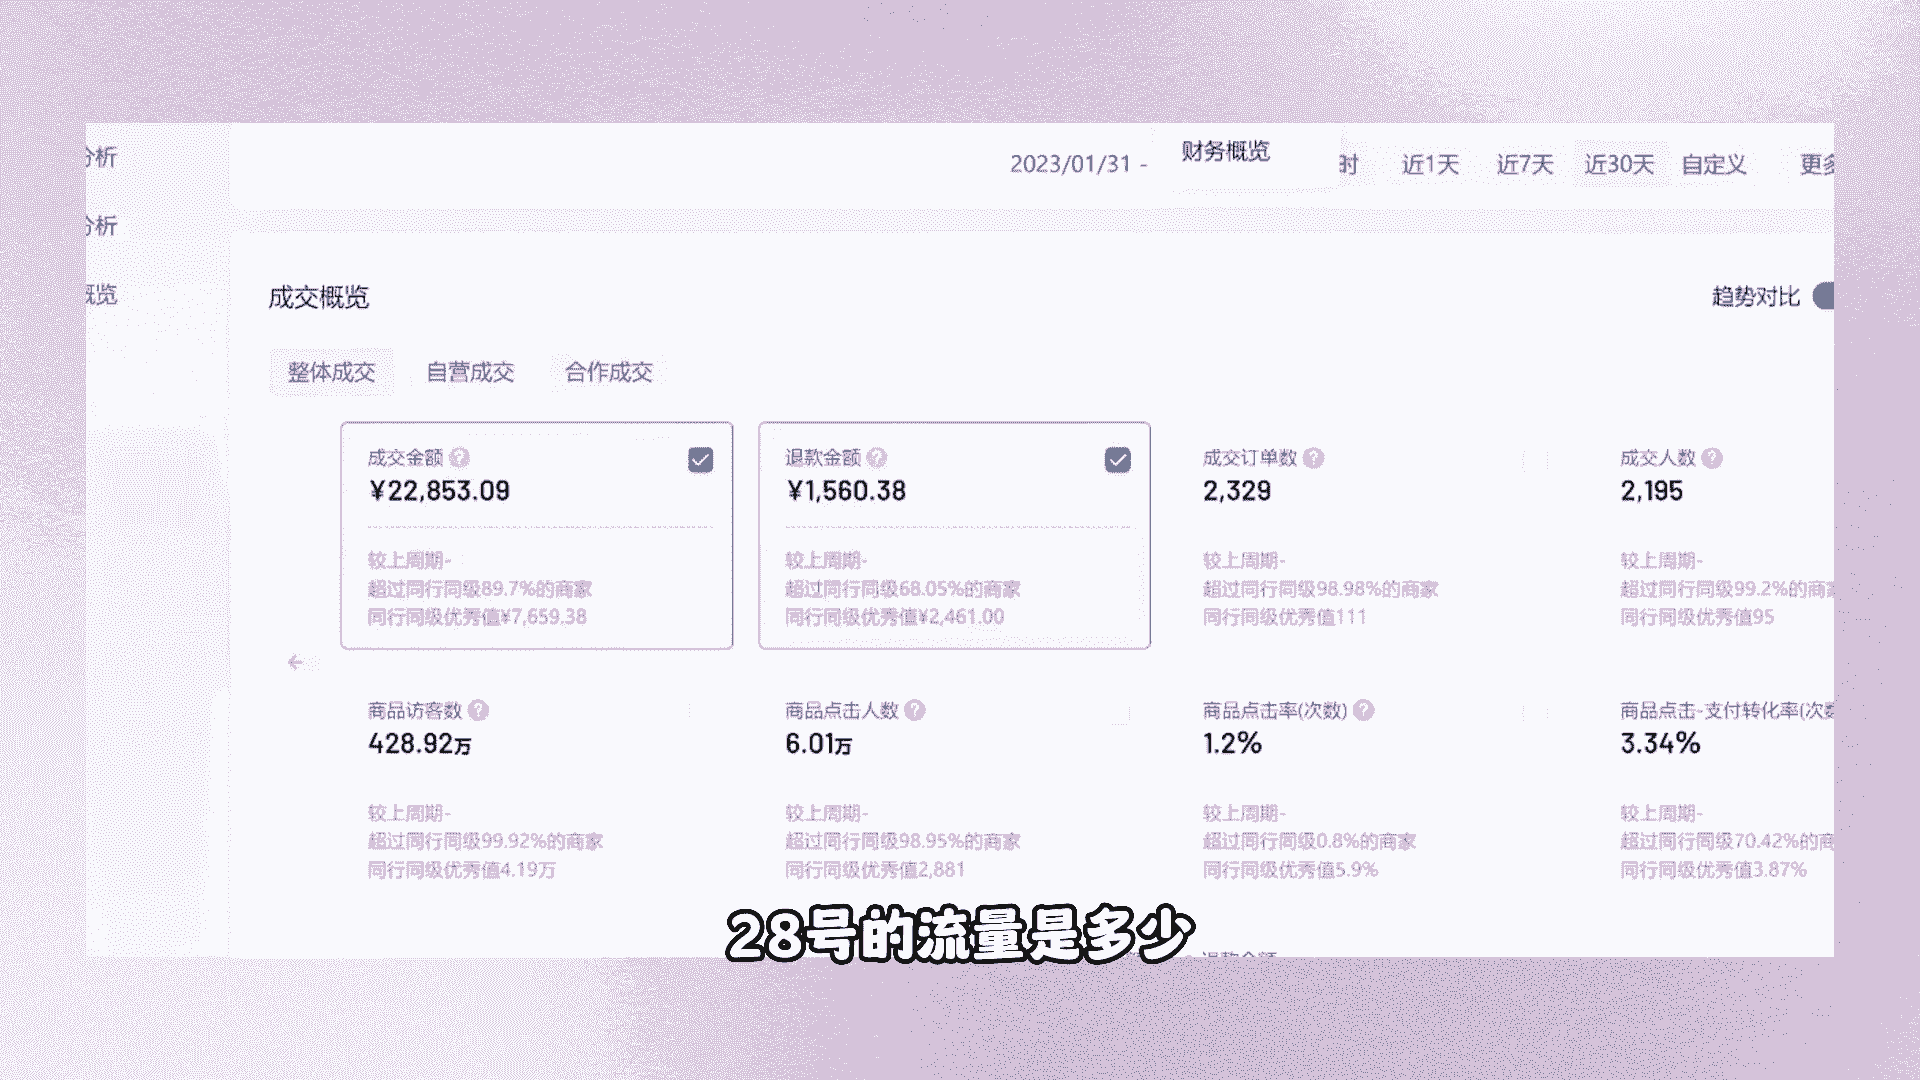 分析
分析
概览
2023/01/31 -
财务概览
时
近1天
近7天
近30天
自定义
更多
成交概览
趋势对比
整体成交
自营成交
合作成交
成交金额
¥22,853.09
较上周期-
超过同行同级89.7%的商家
同行同级优秀值¥7,659.38
退款金额
¥1,560.38
较上周期-
超过同行同级68.05%的商家
同行同级优秀值¥2,461.00
成交订单数
2,329
较上周期-
超过同行同级98.98%的商家
同行同级优秀值111
成交人数
2,195
较上周期-
超过同行同级99.2%的商家
同行同级优秀值95
商品访客数
428.92万
较上周期-
超过同行同级99.92%的商家
同行同级优秀值4.19万
商品点击人数
6.01万
较上周期-
超过同行同级98.95%的商家
同行同级优秀值2,881
商品点击率(次数)
1.2%
较上周期-
超过同行同级0.8%的商家
同行同级优秀值5.9%
商品点击-支付转化率(次数
3.34%
较上周期-
超过同行同级70.42%的商
同行同级优秀值3.87%
退款金额
28号的流量是多少